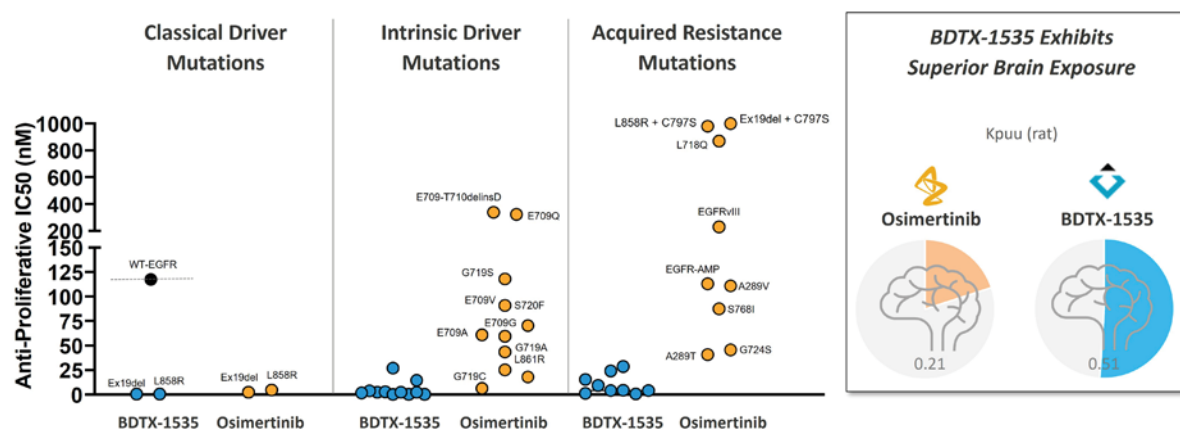 Classical Driver
Mutations
Intrinsic Driver
Mutations
Acquired Resistance
Mutations
Anti-Proliferative IC50 (nM)
1000
800
600
400
200
150
125
100
75
50
25
0
WT-EGFR
Ex19del
L858R
Ex19del
L858R
E709-T710delinsD
E709Q
G719S
E709V
S720F
E709A
E709G
G719A
L861R
G719C
L858R + C797S
Ex19del + C797S
L718Q
EGFRvIII
EGFR-AMP
A289V
S768I
A289T
G724S
BDTX-1535
Osimertinib
BDTX-1535
Osimertinib
BDTX-1535
Osimertinib
BDTX-1535 Exhibits
Superior Brain Exposure
Kpuu (rat)
Osimertinib
BDTX-1535
0.21
0.51